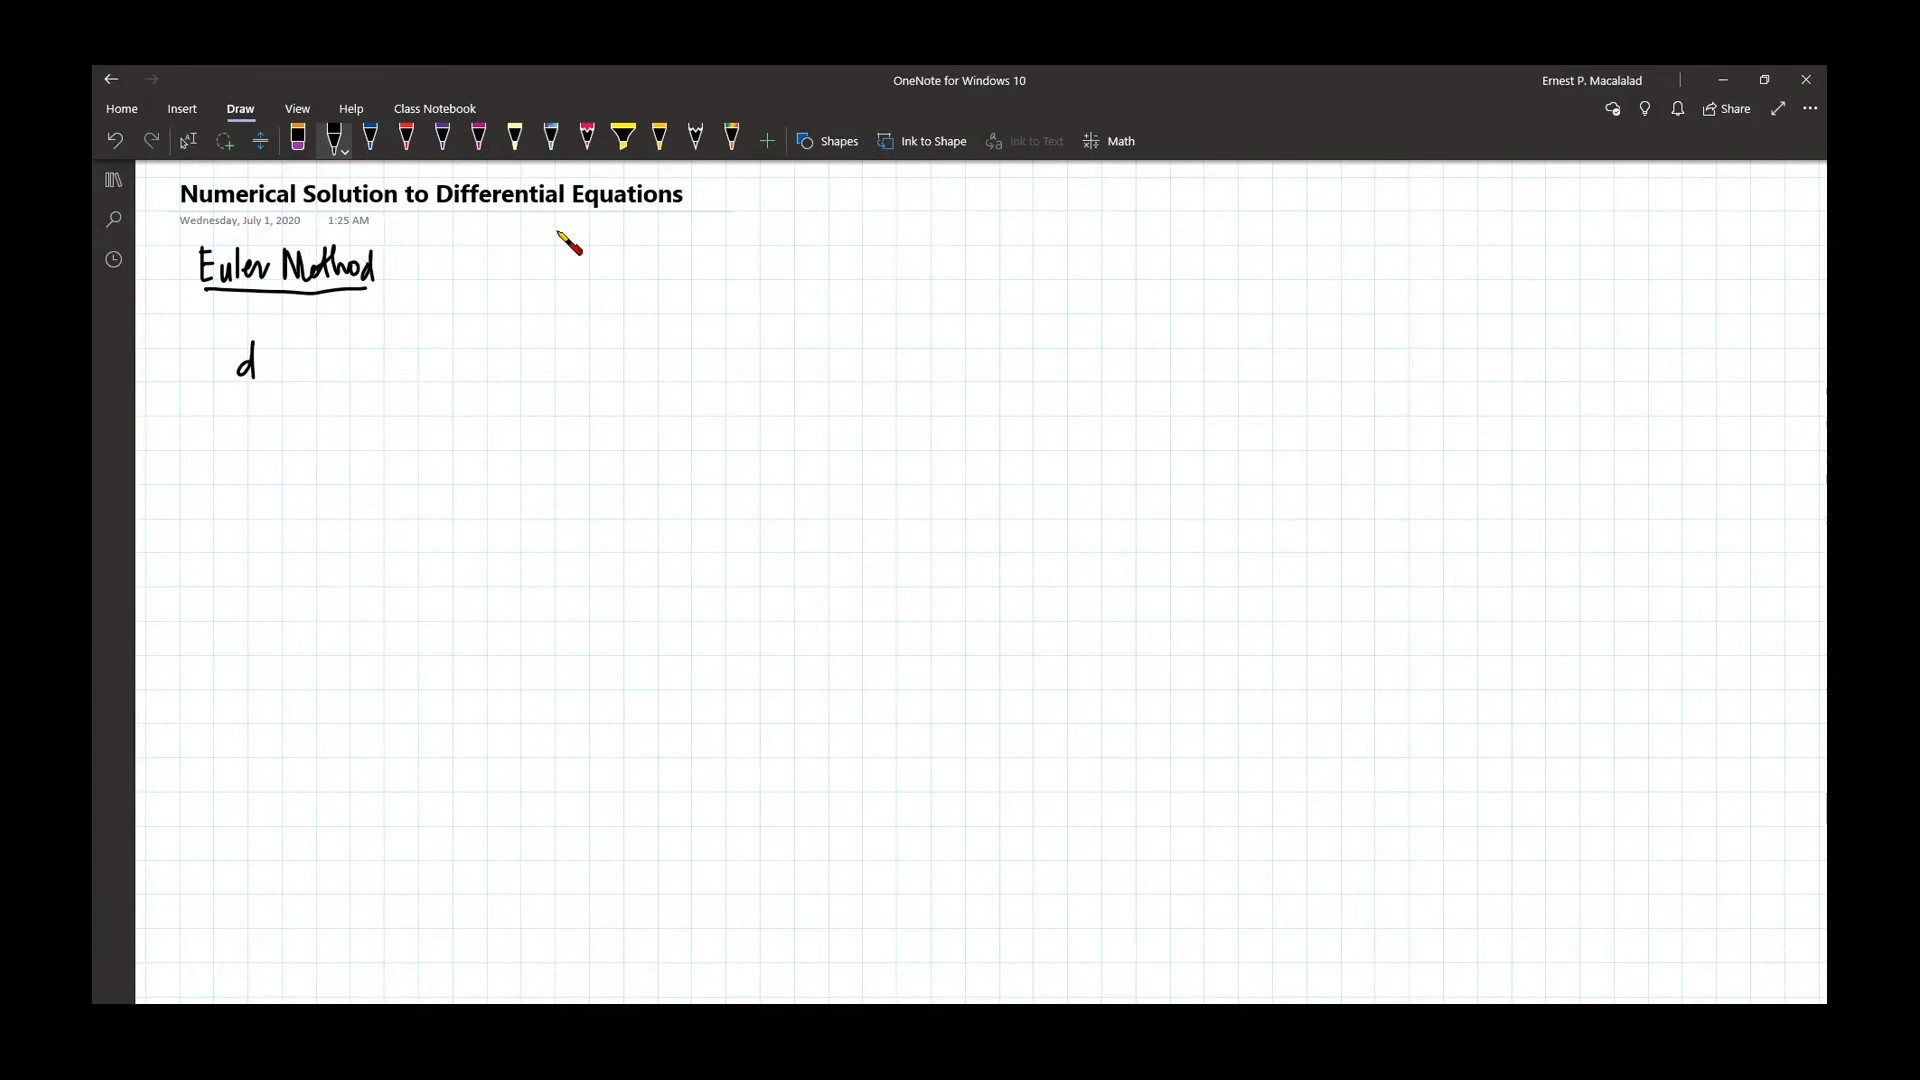 OneNote for Windows 10
Ernest P. Macalalad
Home Insert Draw View Help Class Notebook
Share
Shapes Ink to Shape Ink to Text Math
Numerical Solution to Differential Equations
Wednesday, July 1, 2020 1:25 AM
Euler Method
d